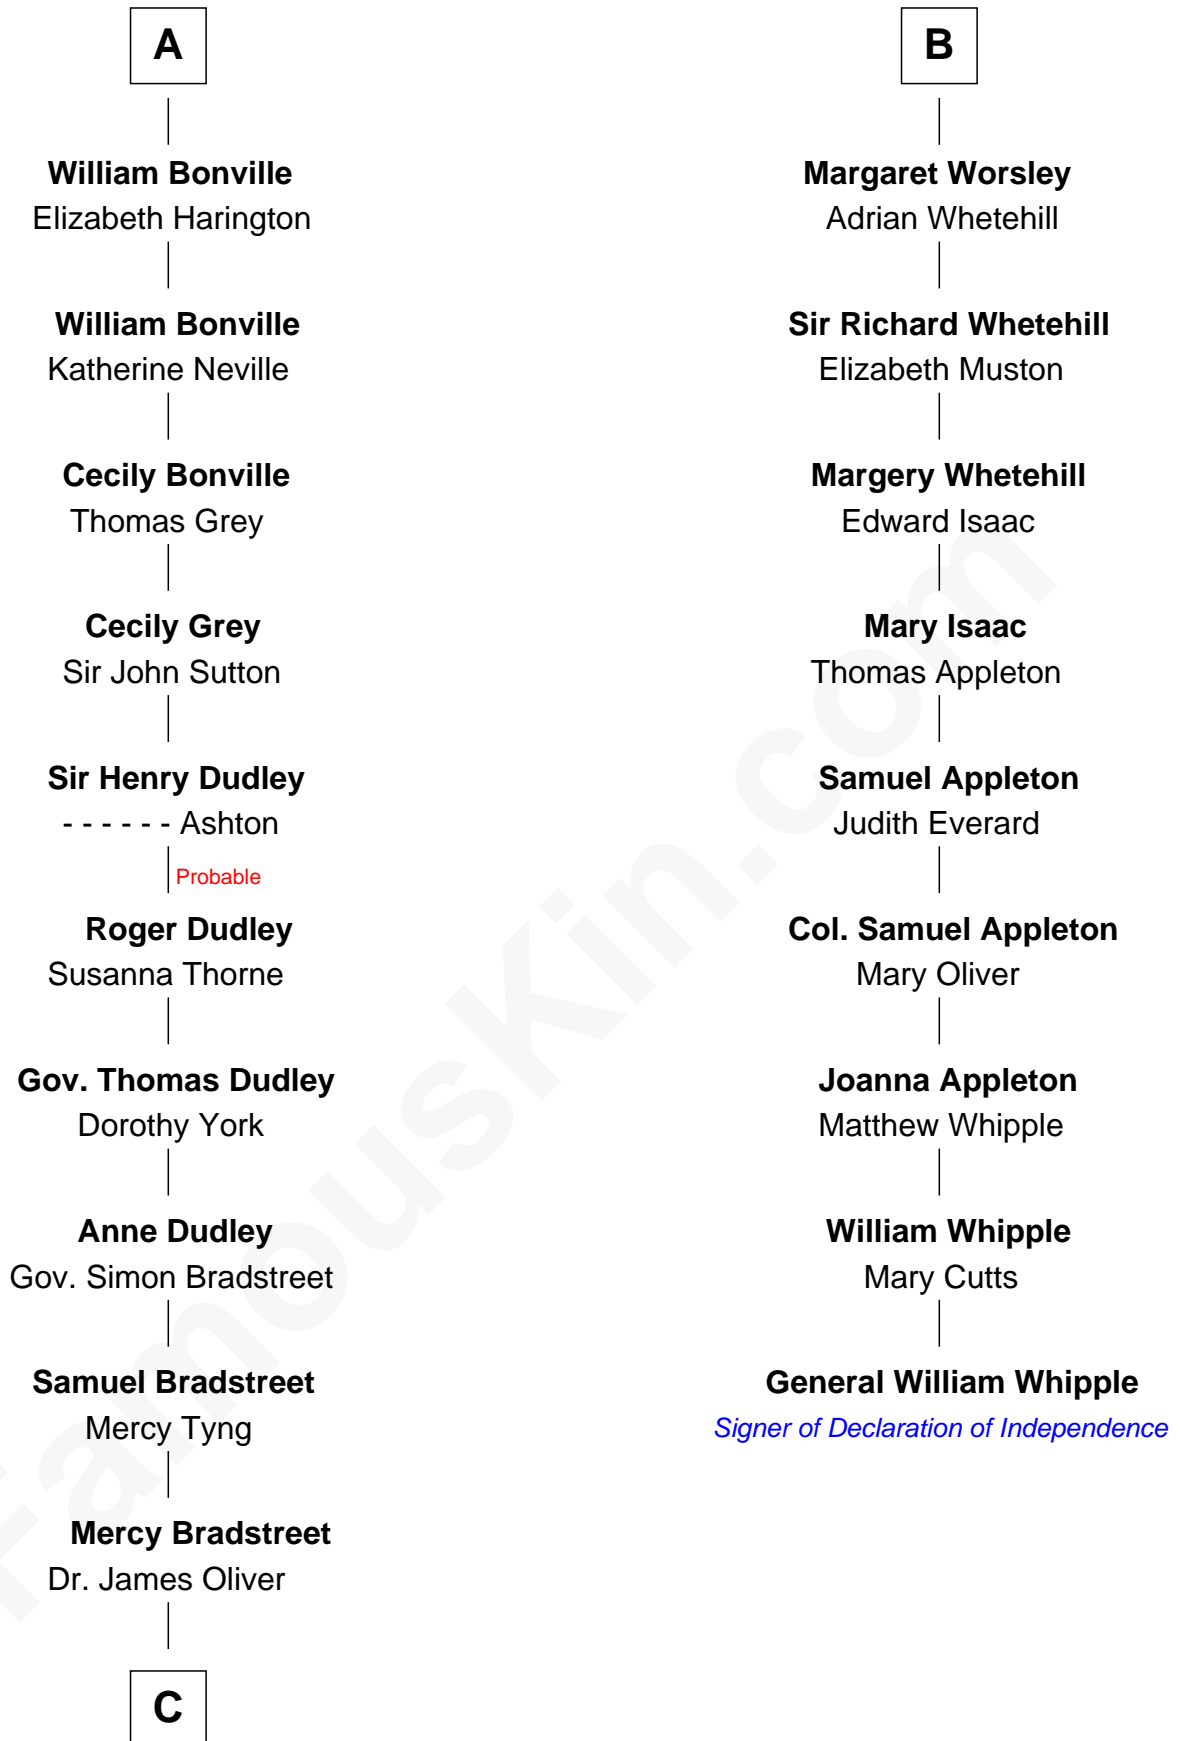 A
William Bonville
Elizabeth Harington
William Bonville
Katherine Neville
Cecily Bonville
Thomas Grey
Cecily Grey
Sir John Sutton
Sir Henry Dudley
- - - - - - Ashton
Probable
Roger Dudley
Susanna Thorne
Gov. Thomas Dudley
Dorothy York
Anne Dudley
Gov. Simon Bradstreet
Samuel Bradstreet
Mercy Tyng
Mercy Bradstreet
Dr. James Oliver
C
B
Margaret Worsley
Adrian Whetehill
Sir Richard Whetehill
Elizabeth Muston
Margery Whetehill
Edward Isaac
Mary Isaac
Thomas Appleton
Samuel Appleton
Judith Everard
Col. Samuel Appleton
Mary Oliver
Joanna Appleton
Matthew Whipple
William Whipple
Mary Cutts
General William Whipple
Signer of Declaration of Independence
FamousKin.com